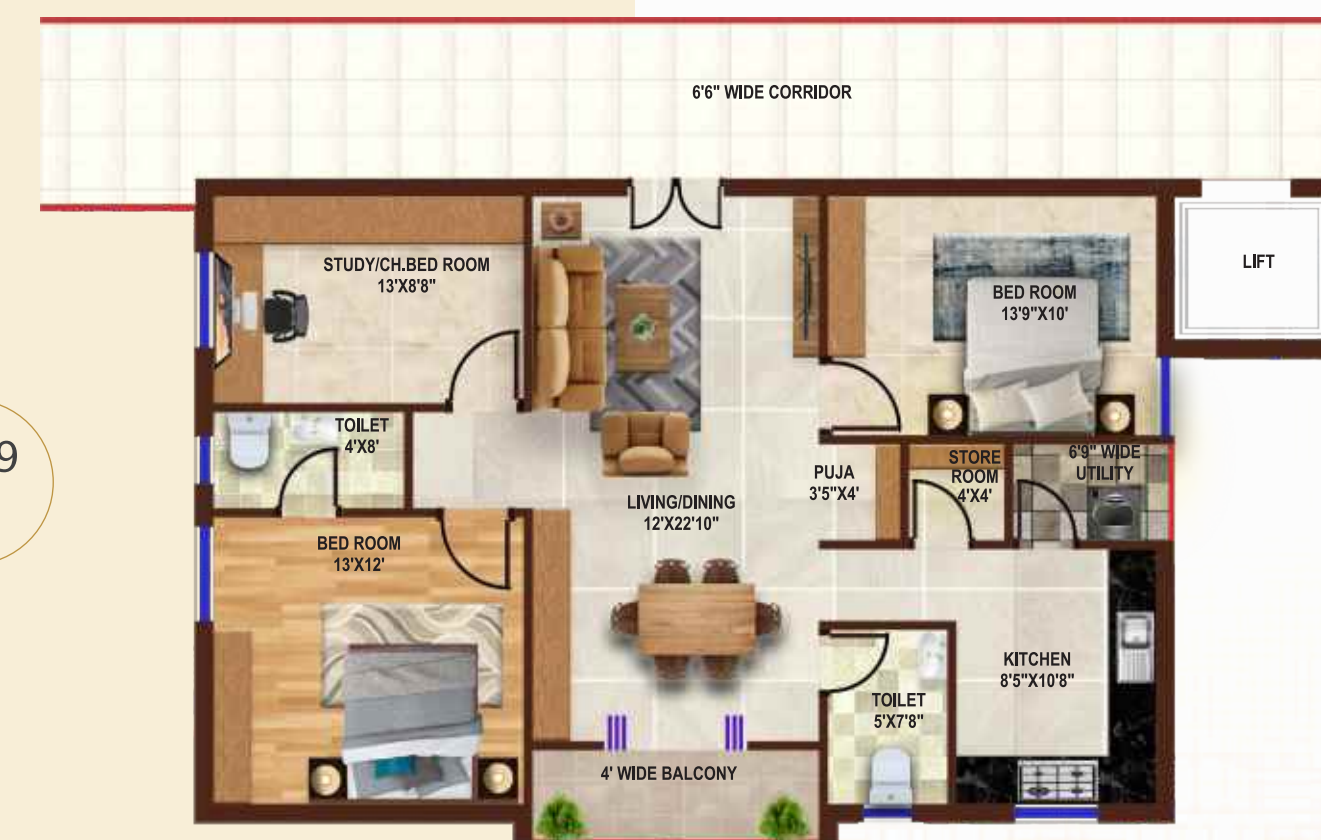 6'6" WIDE CORRIDOR
STUDY/CH.BED ROOM
13'X8'8"
BED ROOM
13'9"X10'
LIFT
9
TOILET
4'X8'
PUJA
3'5"X4'
STORE
ROOM
4'X4'
6'9" WIDE
UTILITY
LIVING/DINING
12'X22'10"
BED ROOM
13'X12'
KITCHEN
8'5"X10'8"
TOILET
5'X7'8"
4' WIDE BALCONY